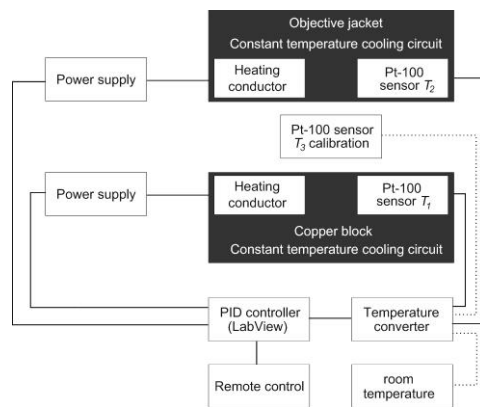 Objective jacket
Constant temperature cooling circuit
Power supply
Heating
conductor
Pt-100
sensor T2
Pt-100 sensor
T3 calibration
Power supply
Heating
conductor
Pt-100
sensor T1
Copper block
Constant temperature cooling circuit
PID controller
(LabView)
Temperature
converter
Remote control
room
temperature